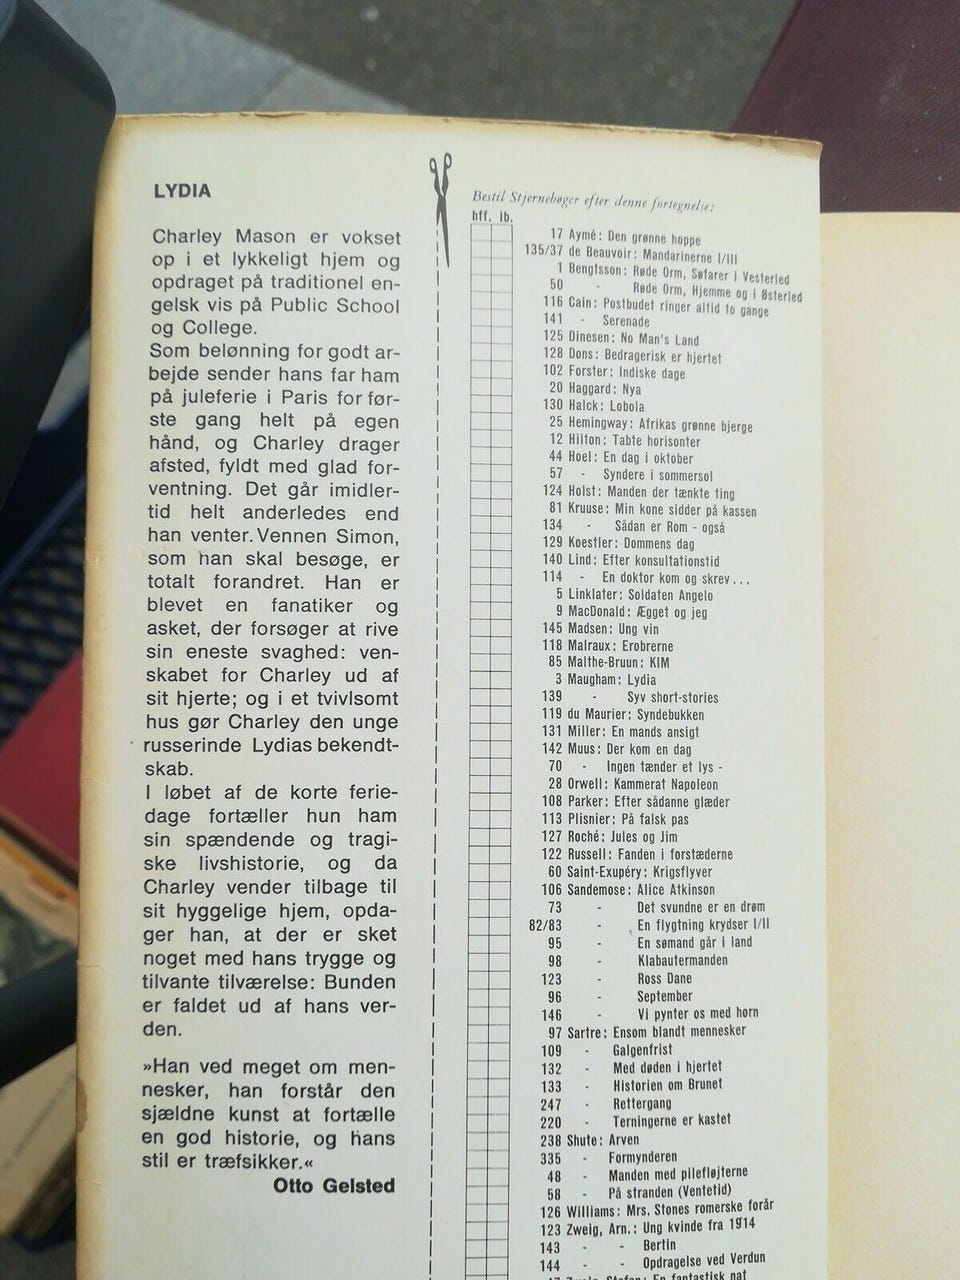 LYDIA
Charley Mason er vokset
op i et lykkeligt hjem og
opdraget på traditionel en-
gelsk vis på Public School
og College.
Som belønning for godt ar-
bejde sender hans far ham
på juleferie i Paris for før-
ste gang helt på egen
hånd, og Charley drager
afsted, fyldt med glad for-
ventning. Det går imidler-
tid helt anderledes end
han venter. Vennen Simon,
som han skal besøge, er
totalt forandret. Han er
blevet en fanatiker og
asket, der forsøger at rive
sin eneste svaghed: ven-
skabet for Charley ud af
sit hjerte; og i et tvivlsomt
hus gør Charley den unge
russerinde Lydias bekendt-
skab.
I løbet af de korte ferie-
dage fortæller hun ham
sin spændende og tragi-
ske livshistorie, og da
Charley vender tilbage til
sit hyggelige hjem, opda-
ger han, at der er sket
noget med hans trygge og
tilvante tilværelse: Bunden
er faldet ud af hans ver-
den.
»Han ved meget om men-
nesker, han forstår den
sjældne kunst at fortælle
en god historie, og hans
stil er træfsikker.«
Otto Gelsted
Bestil Stjernebøger efter denne fortegnelse:
hft. ib.
17 Aymé: Den grønne hoppe
135/37 de Beauvoir: Mandarinerne I/III
1 Bengtsson: Røde Orm, Søfarer i Vesterled
50 - Røde Orm, Hjemme og i Østerled
116 Cain: Postbudet ringer altid to gange
141 - Serenade
125 Dinesen: No Man's Land
128 Dons: Bedragerisk er hjertet
102 Forster: Indiske dage
20 Haggard: Nya
130 Halck: Lobola
25 Hemingway: Afrikas grønne bjerge
12 Hilton: Tabte horisonter
44 Hoel: En dag i oktober
57 - Syndere i sommersol
124 Holst: Manden der tænkte ting
81 Kruuse: Min kone sidder på kassen
134 - Sådan er Rom - også
129 Koestler: Dommens dag
140 Lind: Efter konsultationstid
114 - En doktor kom og skrev...
5 Linklater: Soldaten Angelo
9 MacDonald: Ægget og jeg
145 Madsen: Ung vin
118 Malraux: Erobrerne
85 Malthe-Bruun: KIM
3 Maugham: Lydia
139 - Syv short-stories
119 du Maurier: Syndebukken
131 Miller: En mands ansigt
142 Muus: Der kom en dag
70 - Ingen tænder et lys -
28 Orwell: Kammerat Napoleon
108 Parker: Efter sådanne glæder
113 Plisnier: På falsk pas
127 Roché: Jules og Jim
122 Russell: Fanden i forstæderne
60 Saint-Exupéry: Krigsflyver
106 Sandemose: Alice Atkinson
73 - Det svundne er en drøm
82/83 - En flygtning krydser I/II
95 - En sømand går i land
98 - Klabautermanden
123 - Ross Dane
96 - September
146 - Vi pynter os med horn
97 Sartre: Ensom blandt mennesker
109 - Galgenfrist
132 - Med døden i hjertet
133 - Historien om Brunet
247 - Rettergang
220 - Terningerne er kastet
238 Shute: Arven
335 - Formynderen
48 - Manden med pilefløjterne
58 - På stranden (Ventetid)
126 Williams: Mrs. Stones romerske forår
123 Zweig, Arn.: Ung kvinde fra 1914
143 - - Bertin
144 - - Opdragelse ved Verdun
Zweig, Stefan: En fantastisk nat